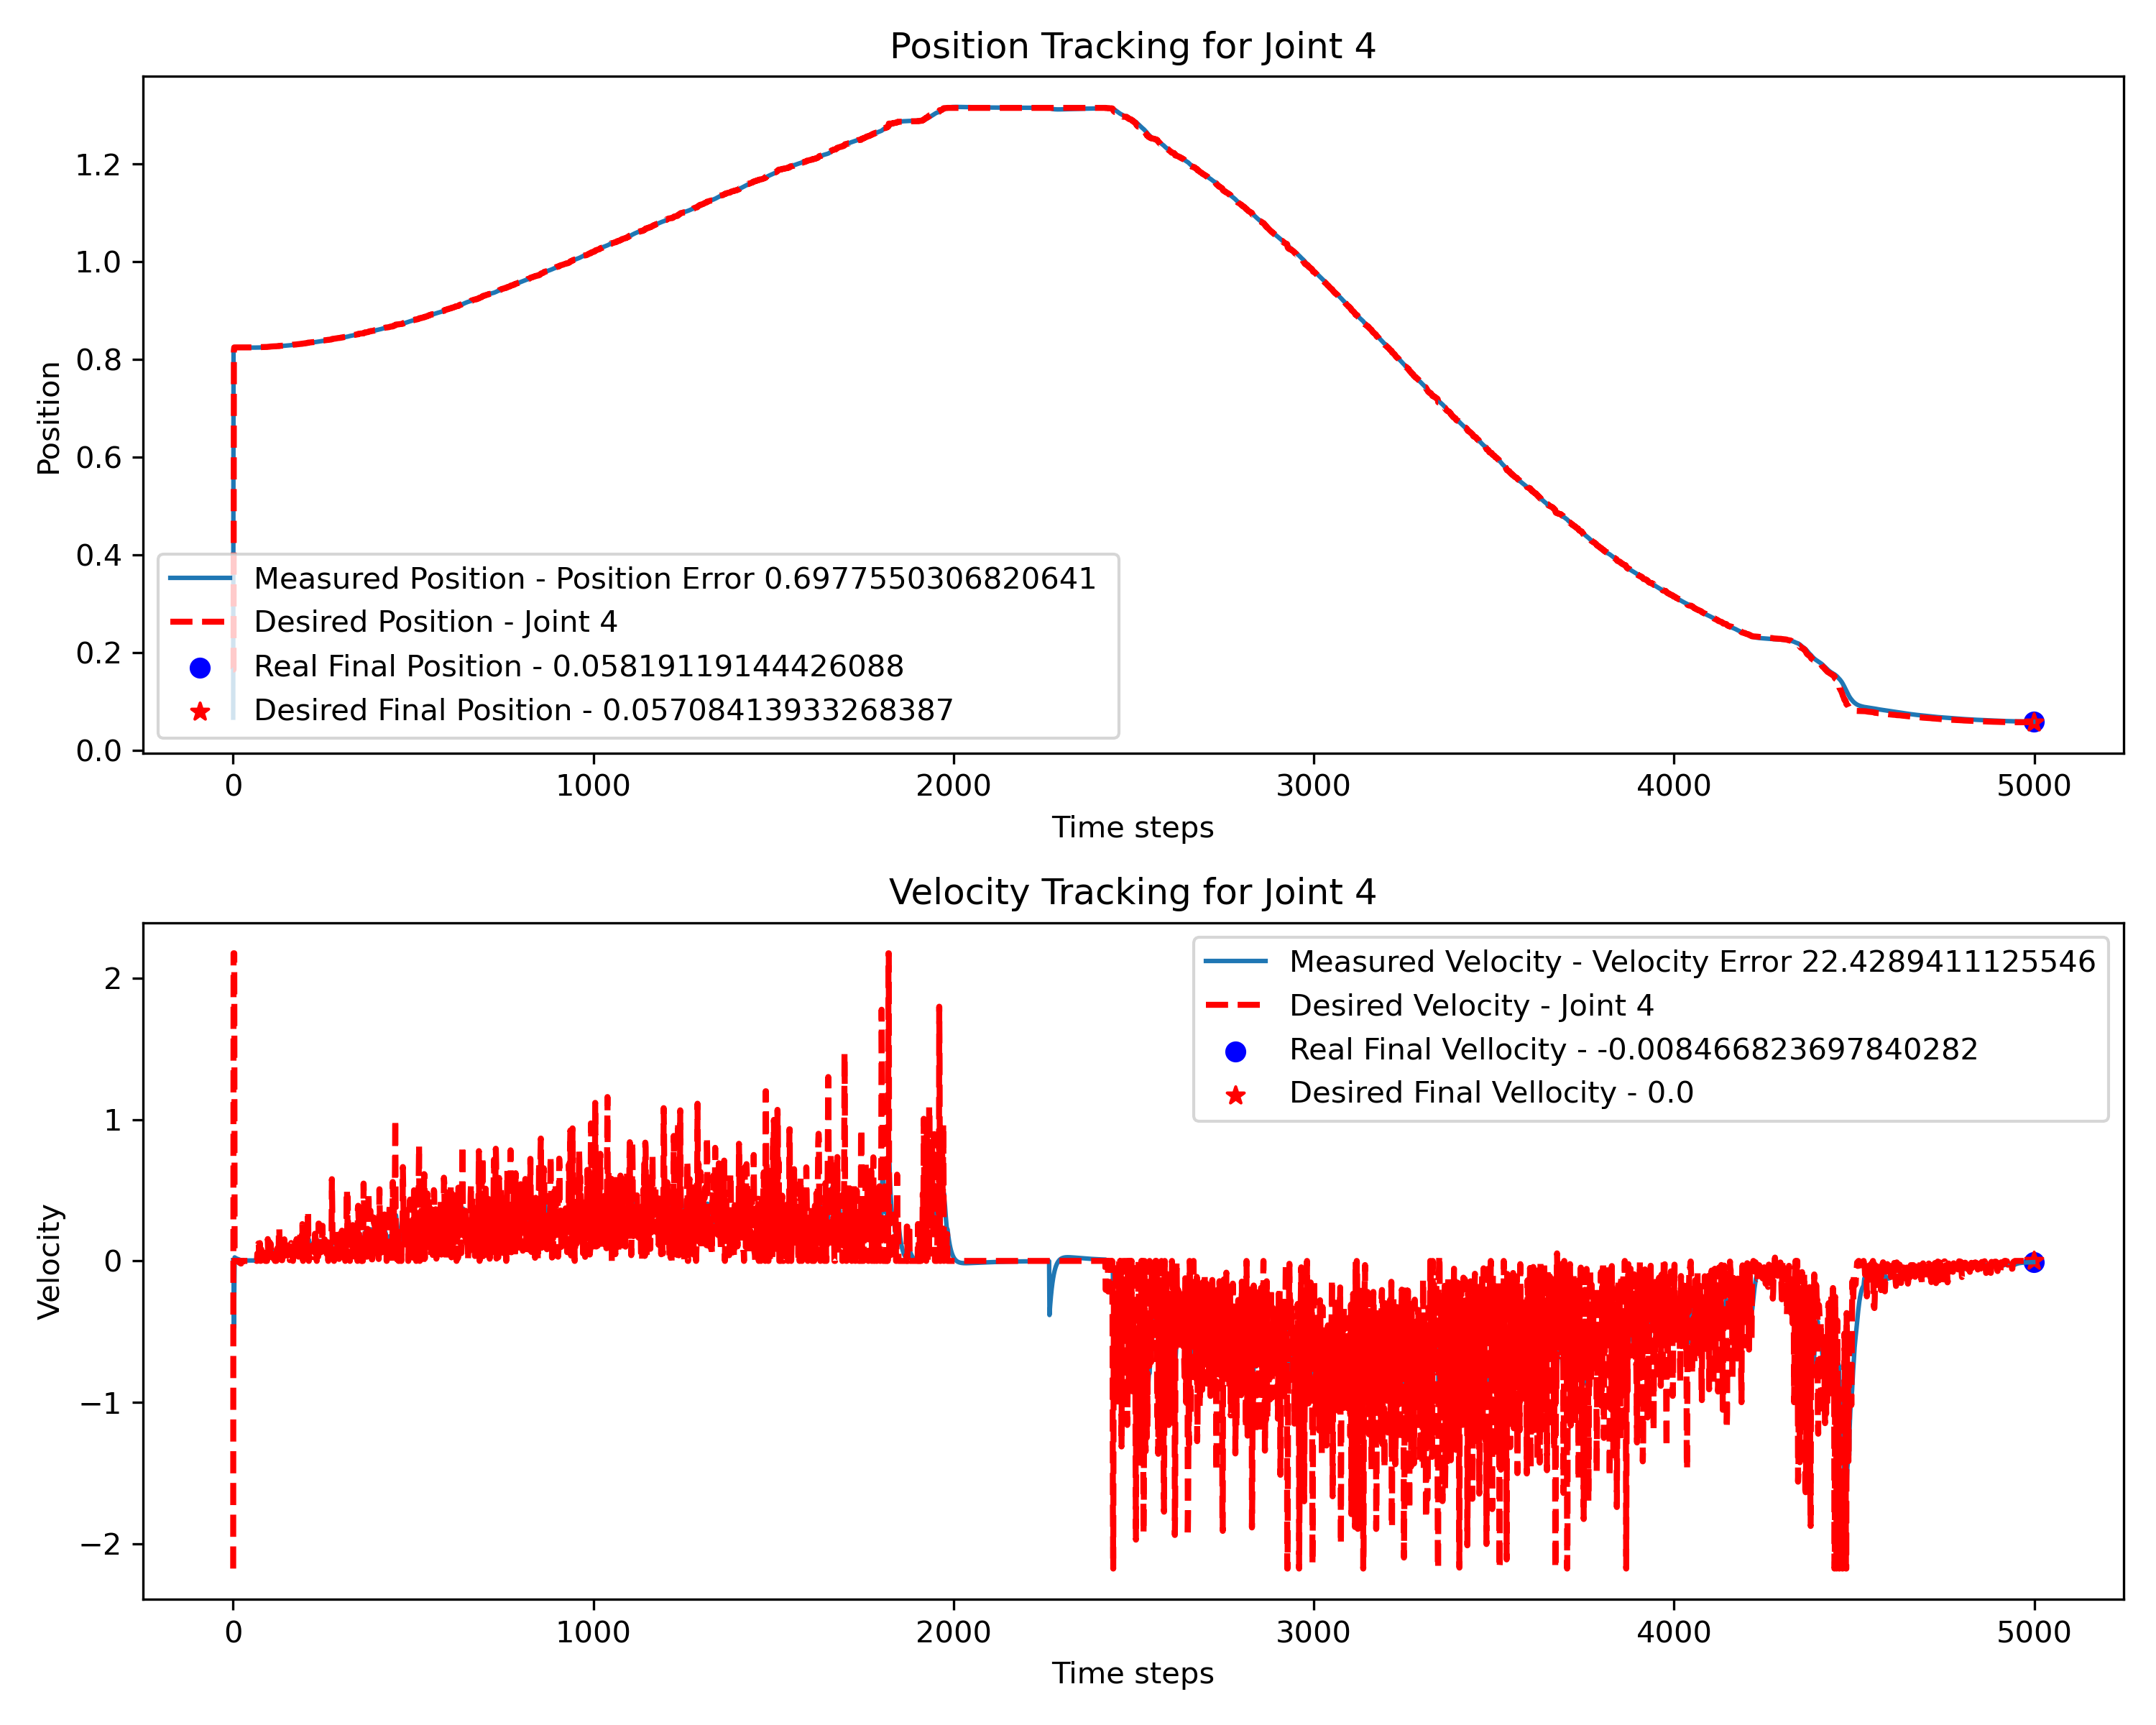 Position Tracking for Joint 4
Position
1.2
1.0
0.8
0.6
0.4
0.2
0.0
Measured Position - Position Error 0.6977550306820641
Desired Position - Joint 4
Real Final Position - 0.05819119144426088
Desired Final Position - 0.05708413933268387
0 1000 2000 3000 4000 5000
Time steps
Velocity Tracking for Joint 4
Velocity
2
1
0
−1
−2
Measured Velocity - Velocity Error 22.4289411125546
Desired Velocity - Joint 4
Real Final Vellocity - -0.008466823697840282
Desired Final Vellocity - 0.0
0 1000 2000 3000 4000 5000
Time steps